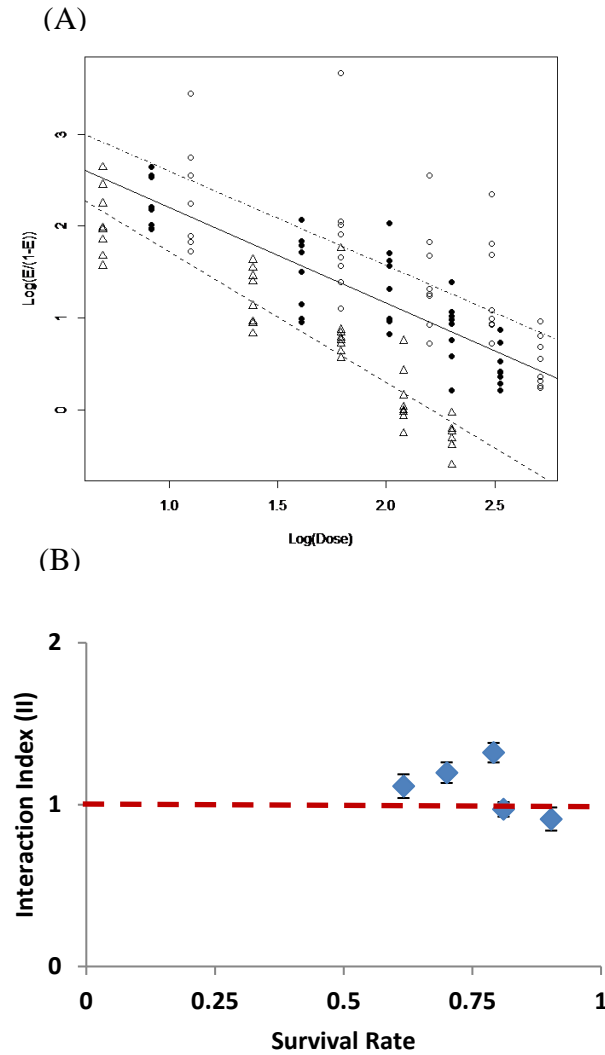 (A)
3
2
1
0
Log(E/(1-E))
1.0 1.5 2.0 2.5
Log(Dose)
(B)
2
1
0
Interaction Index (II)
0 0.25 0.5 0.75 1
Survival Rate